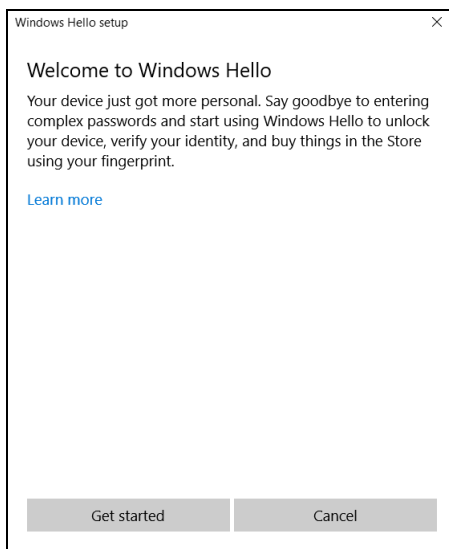 Windows Hello setup
Welcome to Windows Hello
Your device just got more personal. Say goodbye to entering
complex passwords and start using Windows Hello to unlock
your device, verify your identity, and buy things in the Store
using your fingerprint.
Learn more
Get started
Cancel